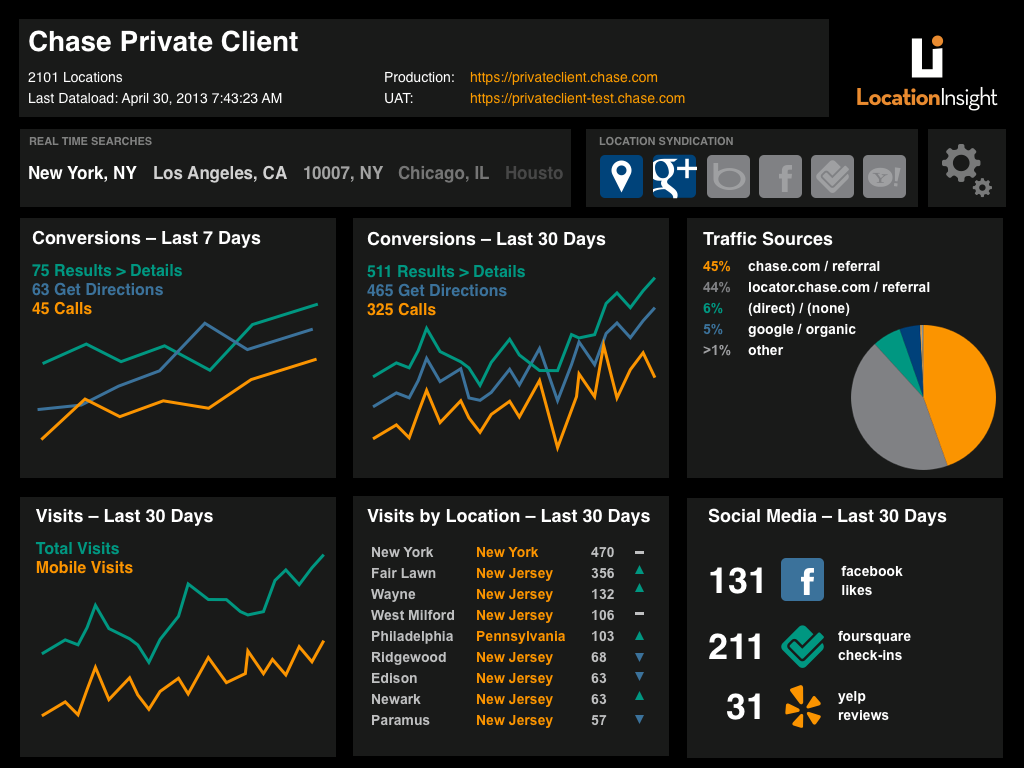 Chase Private Client
2101 Locations
Last Dataload: April 30, 2013 7:43:23 AM
Production: https://privateclient.chase.com
UAT: https://privateclient-test.chase.com
Li
LocationInsight
REAL TIME SEARCHES
New York, NY Los Angeles, CA 10007, NY Chicago, IL Housto
LOCATION SYNDICATION
g+ b f Y!
Conversions – Last 7 Days
75 Results > Details
63 Get Directions
45 Calls
Conversions – Last 30 Days
511 Results > Details
465 Get Directions
325 Calls
Traffic Sources
45% chase.com / referral
44% locator.chase.com / referral
6% (direct) / (none)
5% google / organic
>1% other
Visits – Last 30 Days
Total Visits
Mobile Visits
Visits by Location – Last 30 Days
New York New York 470
Fair Lawn New Jersey 356
Wayne New Jersey 132
West Milford New Jersey 106
Philadelphia Pennsylvania 103
Ridgewood New Jersey 68
Edison New Jersey 63
Newark New Jersey 63
Paramus New Jersey 57
Social Media – Last 30 Days
131 f facebook
likes
211 foursquare
check-ins
31 yelp
reviews